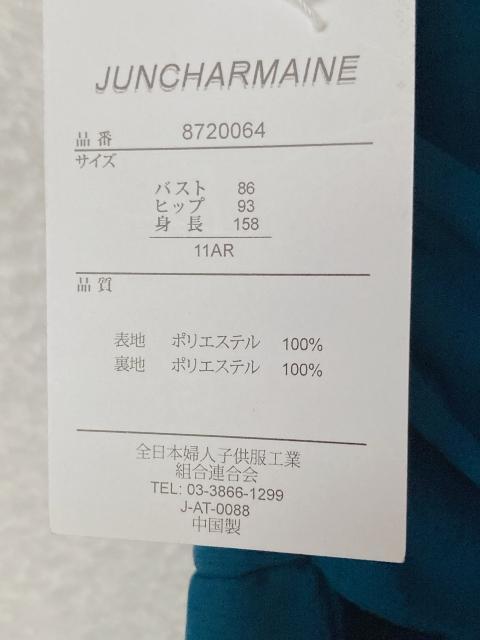 JUNCHARMAINE
品番 8720064
サイズ
バスト 86
ヒップ 93
身長 158
11AR
品質
表地 ポリエステル 100%
裏地 ポリエステル 100%
全日本婦人子供服工業
組合連合会
TEL: 03-3866-1299
J-AT-0088
中国製